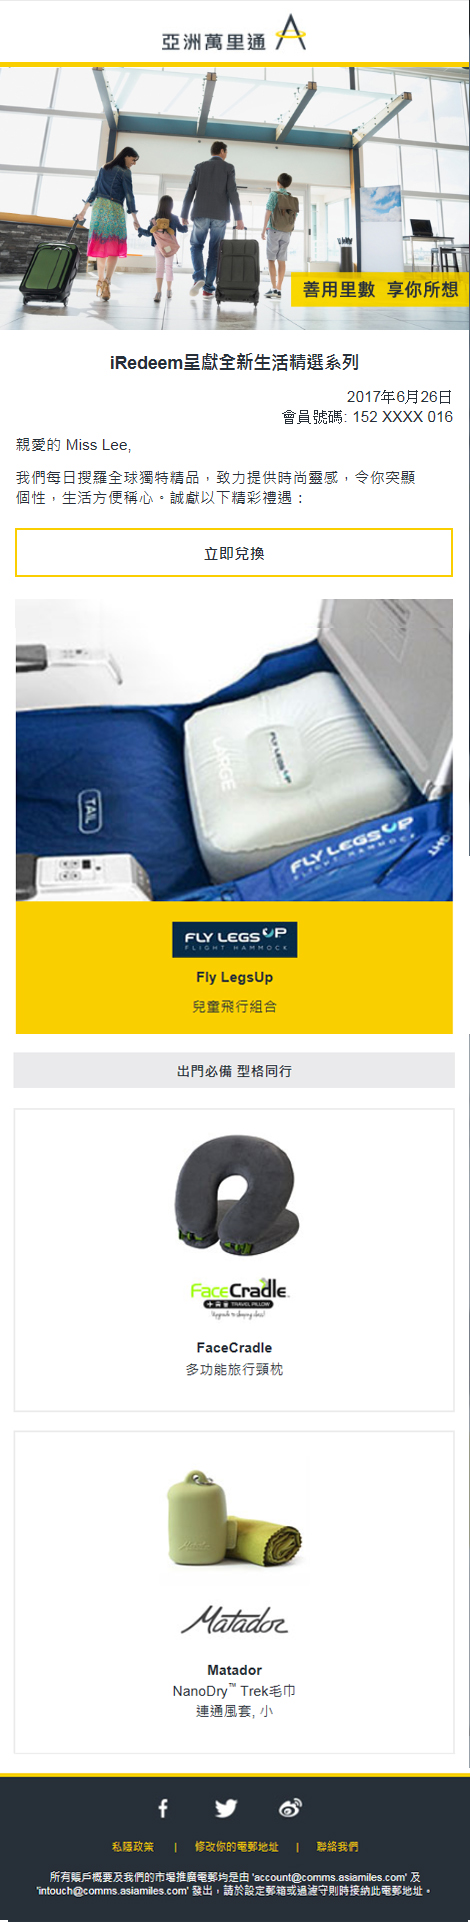 亞洲萬里通
善用里數 享你所想
iRedeem呈獻全新生活精選系列
2017年6月26日
會員號碼: 152 XXXX 016
親愛的 Miss Lee,
我們每日搜羅全球獨特精品，致力提供時尚靈感，令你突顯
個性，生活方便稱心。誠獻以下精彩禮遇：
立即兌換
LARGE
FLY LEGSUP
TAIL
FLY LEGSUP
FLIGHT HAMMOCK
FLY LEGSUP
FLIGHT HAMMOCK
Fly LegsUp
兒童飛行組合
出門必備 型格同行
FaceCradle
TRAVEL PILLOW
Upgrade to sleeping class!
FaceCradle
多功能旅行頸枕
Matador
Matador
NanoDry™ Trek毛巾
連通風套, 小
私隱政策 | 修改你的電郵地址 | 聯絡我們
所有賬戶概要及我們的市場推廣電郵均是由 'account@comms.asiamiles.com' 及
'intouch@comms.asiamiles.com' 發出，請於設定郵箱或過濾守則時接納此電郵地址。